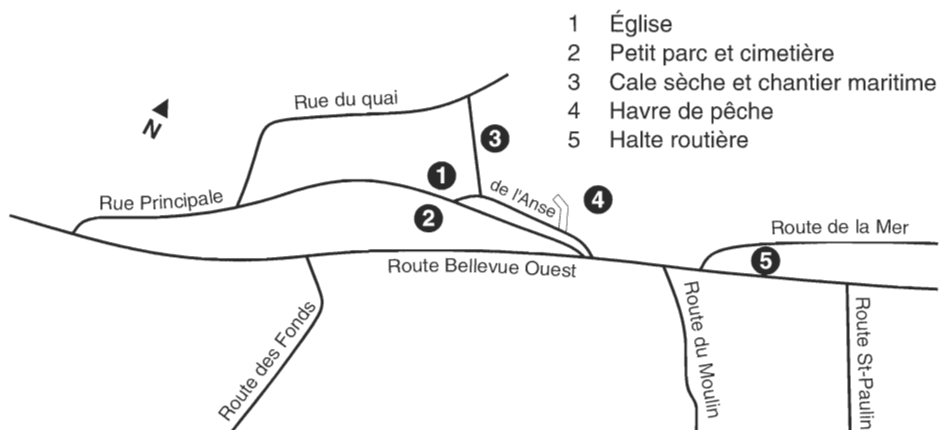 1 Église
2 Petit parc et cimetière
3 Cale sèche et chantier maritime
4 Havre de pêche
5 Halte routière
Rue du quai
N
3
1
de l'Anse
4
Rue Principale
2
Route de la Mer
5
Route Bellevue Ouest
Route des Fonds
Route du Moulin
Route St-Paulin